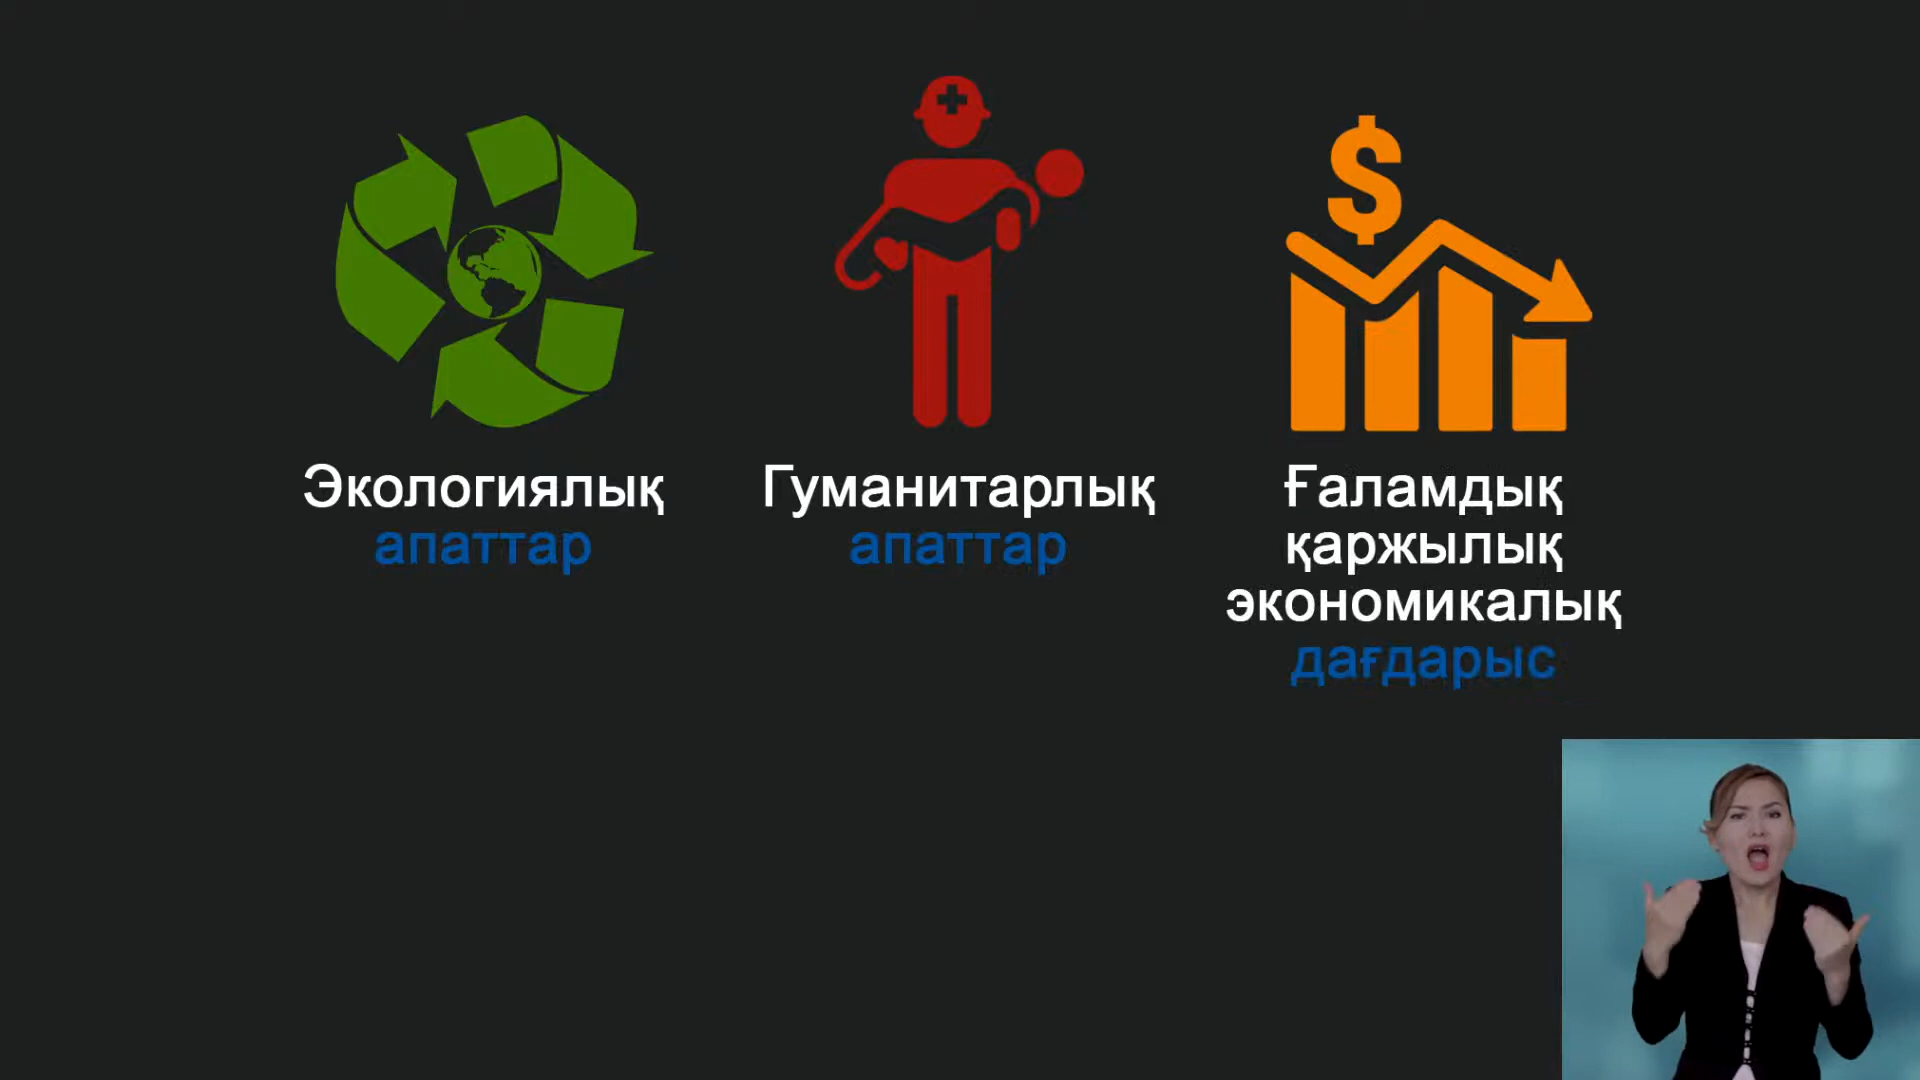 Экологиялық
апаттар
Гуманитарлық
апаттар
Ғаламдық
қаржылық
экономикалық
дағдарыс